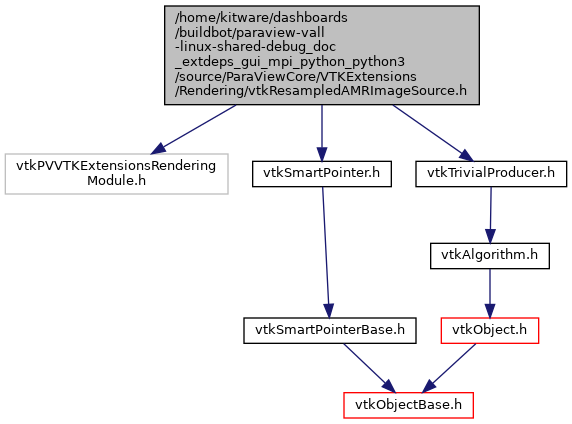 /home/kitware/dashboards
/buildbot/paraview-vall
-linux-shared-debug_doc
_extdeps_gui_mpi_python_python3
/source/ParaViewCore/VTKExtensions
/Rendering/vtkResampledAMRImageSource.h
vtkPVVTKExtensionsRendering
Module.h
vtkSmartPointer.h
vtkTrivialProducer.h
vtkAlgorithm.h
vtkSmartPointerBase.h
vtkObject.h
vtkObjectBase.h